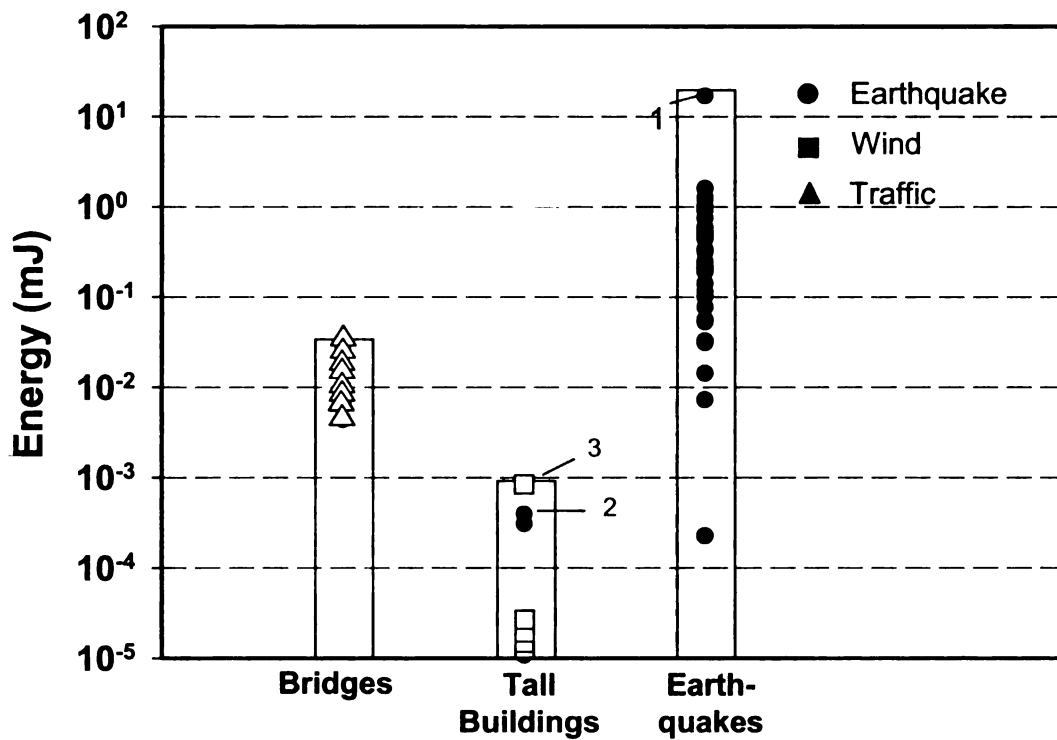 10²
10¹
10⁰
10⁻¹
10⁻²
10⁻³
10⁻⁴
10⁻⁵
Energy (mJ)
1
Earthquake
Wind
Traffic
3
2
Bridges
Tall
Buildings
Earth-
quakes